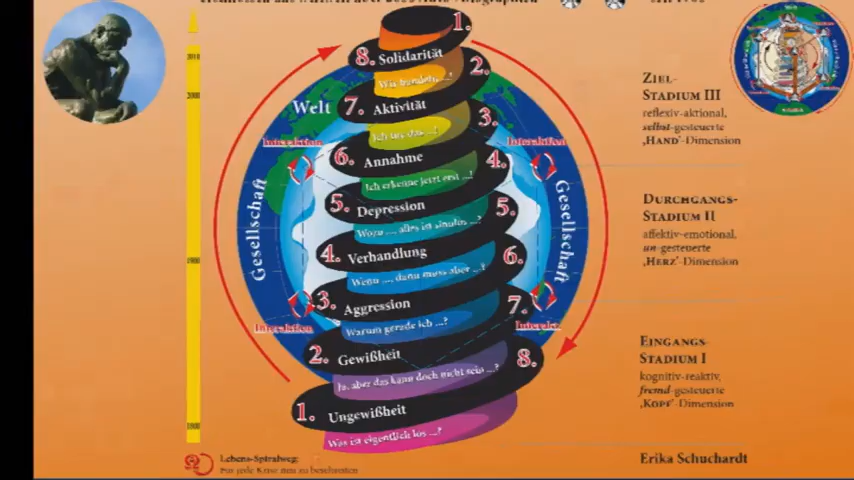 1.
8. Solidarität
2.
Wir handeln ...!
Welt
7. Aktivität
Ich tue das ...!
3.
Interaktion
Interaktion
6. Annahme
4.
Ich erkenne jetzt erst ...!
5. Depression
5.
Wozu ..., alles ist sinnlos ...?
Gesellschaft
Gesellschaft
4. Verhandlung
6.
Wenn ..., dann muss aber ...?
3. Aggression
7.
Warum gerade ich ...?
Interaktion
Interakt.
2. Gewißheit
8.
Ja, aber das kann doch nicht sein ...?
1. Ungewißheit
Was ist eigentlich los ...?
2000
1900
1800
ZIEL-
STADIUM III
reflexiv-aktional,
selbst-gesteuerte
‚HAND'-Dimension
DURCHGANGS-
STADIUM II
affektiv-emotional,
un-gesteuerte
‚HERZ'-Dimension
EINGANGS-
STADIUM I
kognitiv-reaktiv,
fremd-gesteuerte
‚KOPF'-Dimension
Lebens-Spiralweg:
Für jede Krise neu zu beschreiten
Erika Schuchardt